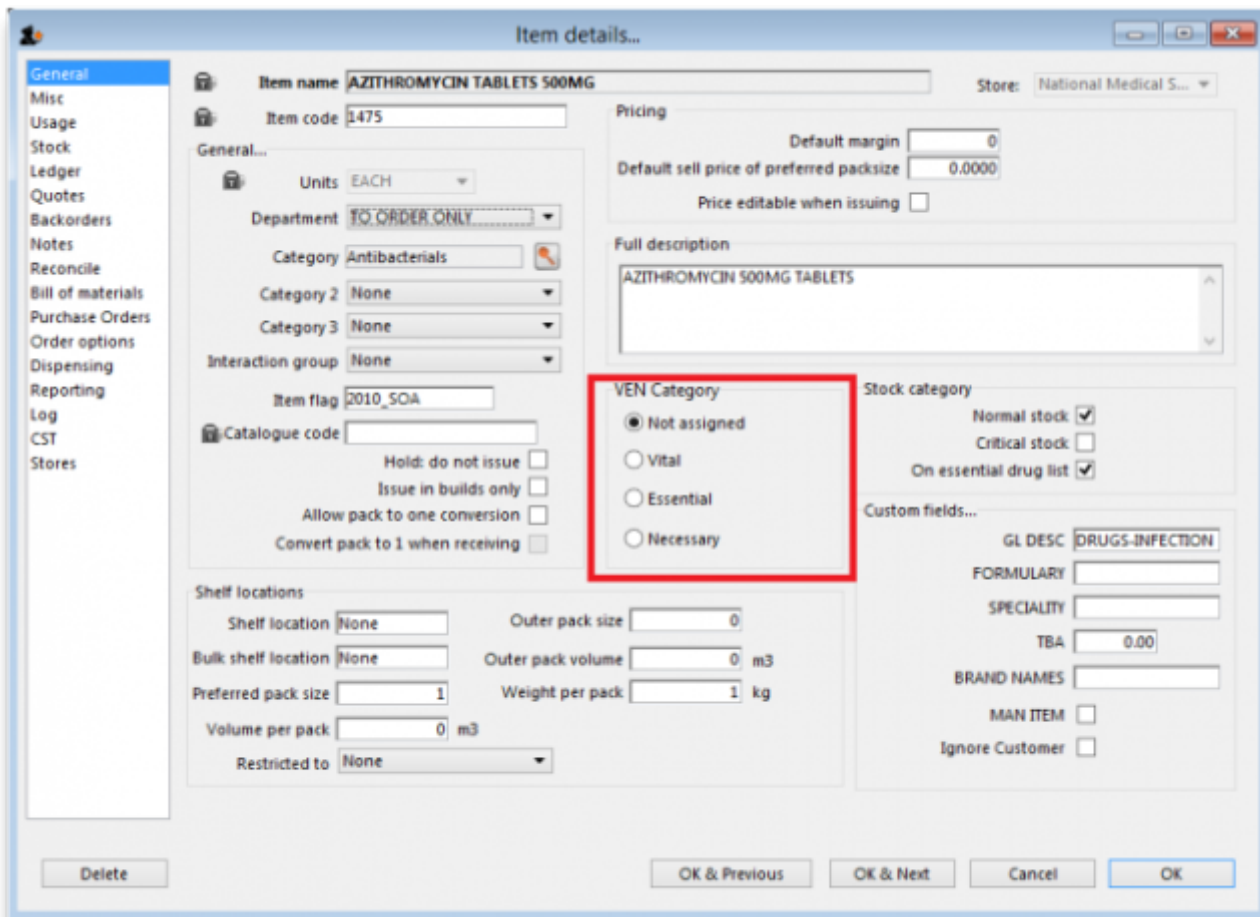 Item details...
General
Misc
Usage
Stock
Ledger
Quotes
Backorders
Notes
Reconcile
Bill of materials
Purchase Orders
Order options
Dispensing
Reporting
Log
CST
Stores
Item name AZITHROMYCIN TABLETS 500MG
Store: National Medical S...
Item code 1475
General...
Units EACH
Department TO ORDER ONLY
Category Antibacterials
Category 2 None
Category 3 None
Interaction group None
Item flag 2010_SOA
Catalogue code
Hold: do not issue
Issue in builds only
Allow pack to one conversion
Convert pack to 1 when receiving
Pricing
Default margin 0
Default sell price of preferred packsize 0.0000
Price editable when issuing
Full description
AZITHROMYCIN 500MG TABLETS
VEN Category
Not assigned
Vital
Essential
Necessary
Stock category
Normal stock
Critical stock
On essential drug list
Custom fields...
GL DESC DRUGS-INFECTION
FORMULARY
SPECIALITY
TBA 0.00
BRAND NAMES
MAN ITEM
Ignore Customer
Shelf locations
Shelf location None
Bulk shelf location None
Preferred pack size 1
Volume per pack 0 m3
Restricted to None
Outer pack size 0
Outer pack volume 0 m3
Weight per pack 1 kg
Delete
OK & Previous
OK & Next
Cancel
OK